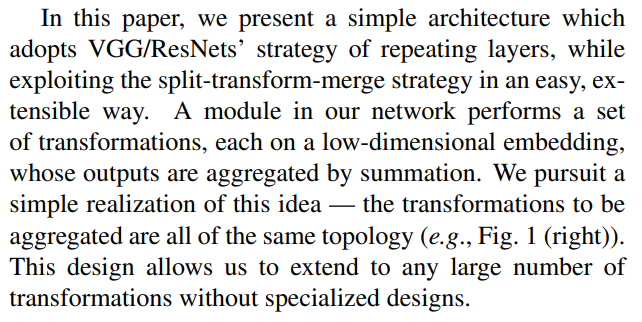 In this paper, we present a simple architecture which
adopts VGG/ResNets’ strategy of repeating layers, while
exploiting the split-transform-merge strategy in an easy, ex-
tensible way. A module in our network performs a set
of transformations, each on a low-dimensional embedding,
whose outputs are aggregated by summation. We pursuit a
simple realization of this idea — the transformations to be
aggregated are all of the same topology (e.g., Fig. 1 (right)).
This design allows us to extend to any large number of
transformations without specialized designs.